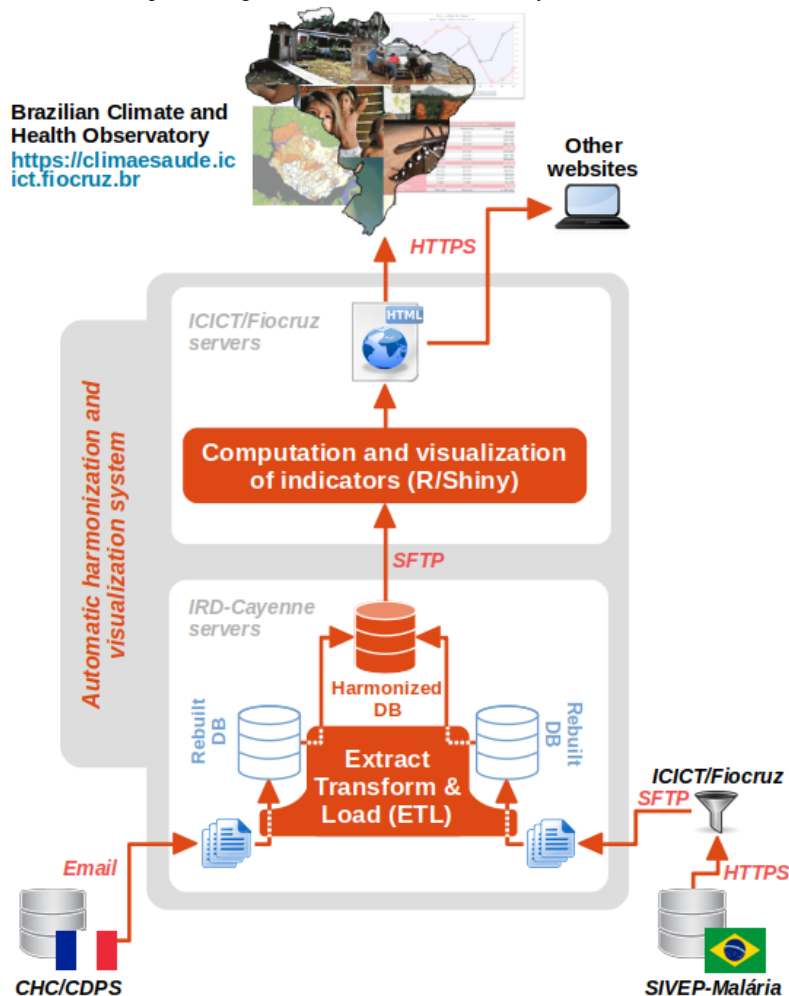 Brazilian Climate and
Health Observatory
https://climaesaude.ic
ict.fiocruz.br
Other
websites
HTTPS
ICICT/Fiocruz
servers
HTML
Automatic harmonization and
visualization system
Computation and visualization
of indicators (R/Shiny)
SFTP
IRD-Cayenne
servers
Harmonized
DB
Rebuilt
DB
Rebuilt
DB
Extract
Transform &
Load (ETL)
ICICT/Fiocruz
SFTP
Email
HTTPS
CHC/CDPS
SIVEP-Malária